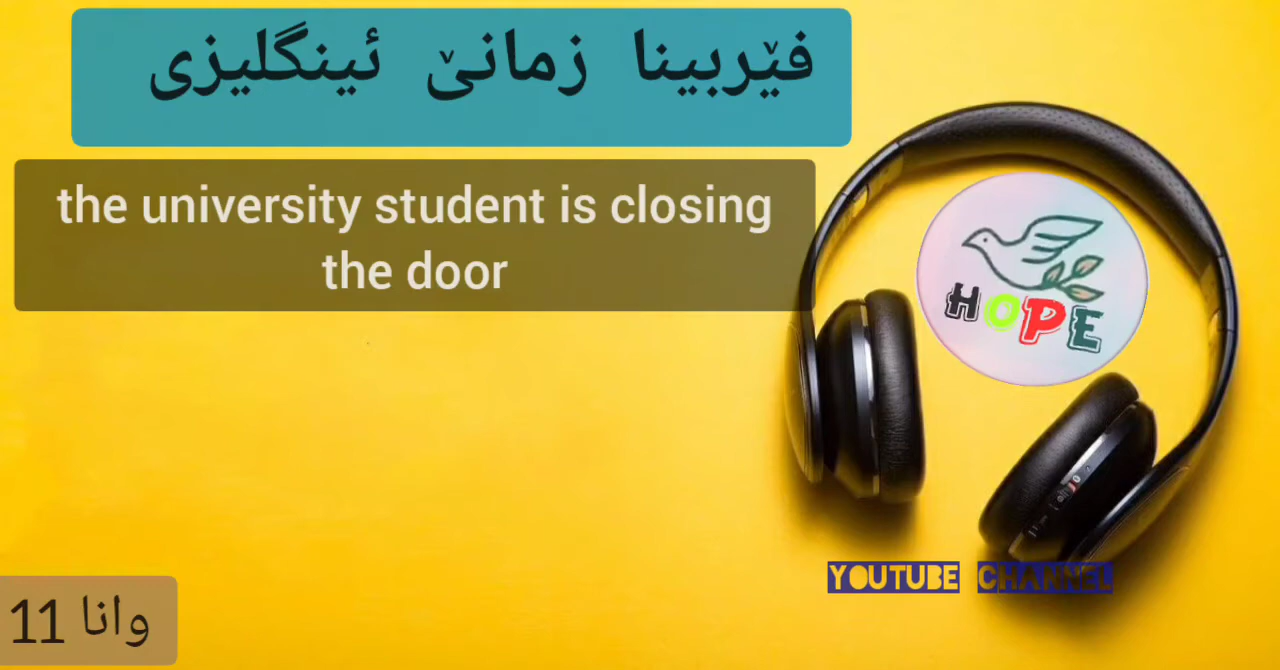 فێربینا زمانێ ئینگلیزی
the university student is closing
the door
HOPE
YOUTUBE CHANNEL
وانا 11